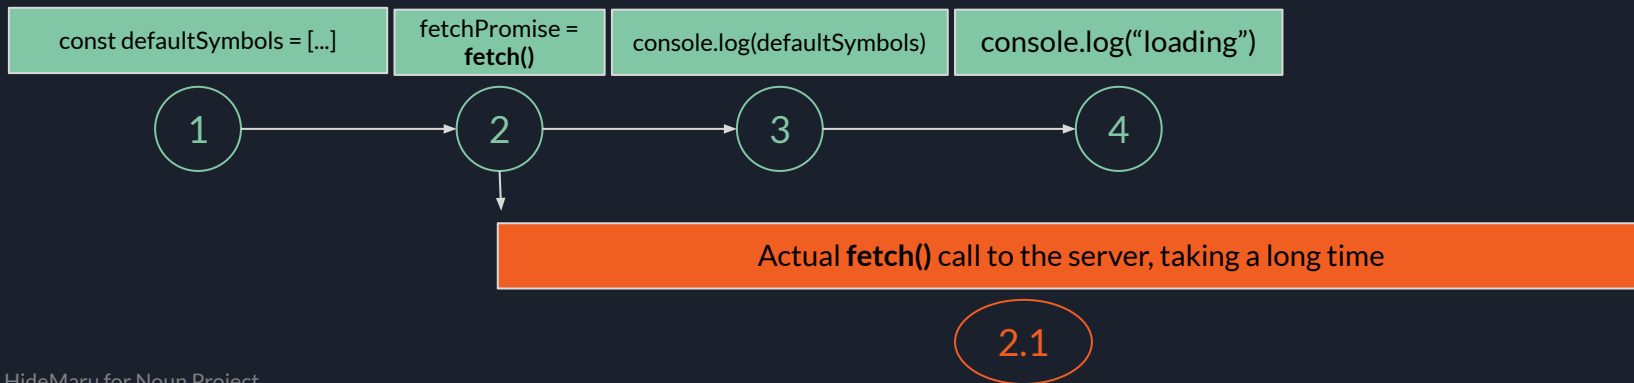 const defaultSymbols = [...]
fetchPromise =
fetch()
console.log(defaultSymbols)
console.log(“loading”)
1
2
3
4
Actual fetch() call to the server, taking a long time
2.1
HideMaru for Noun Project